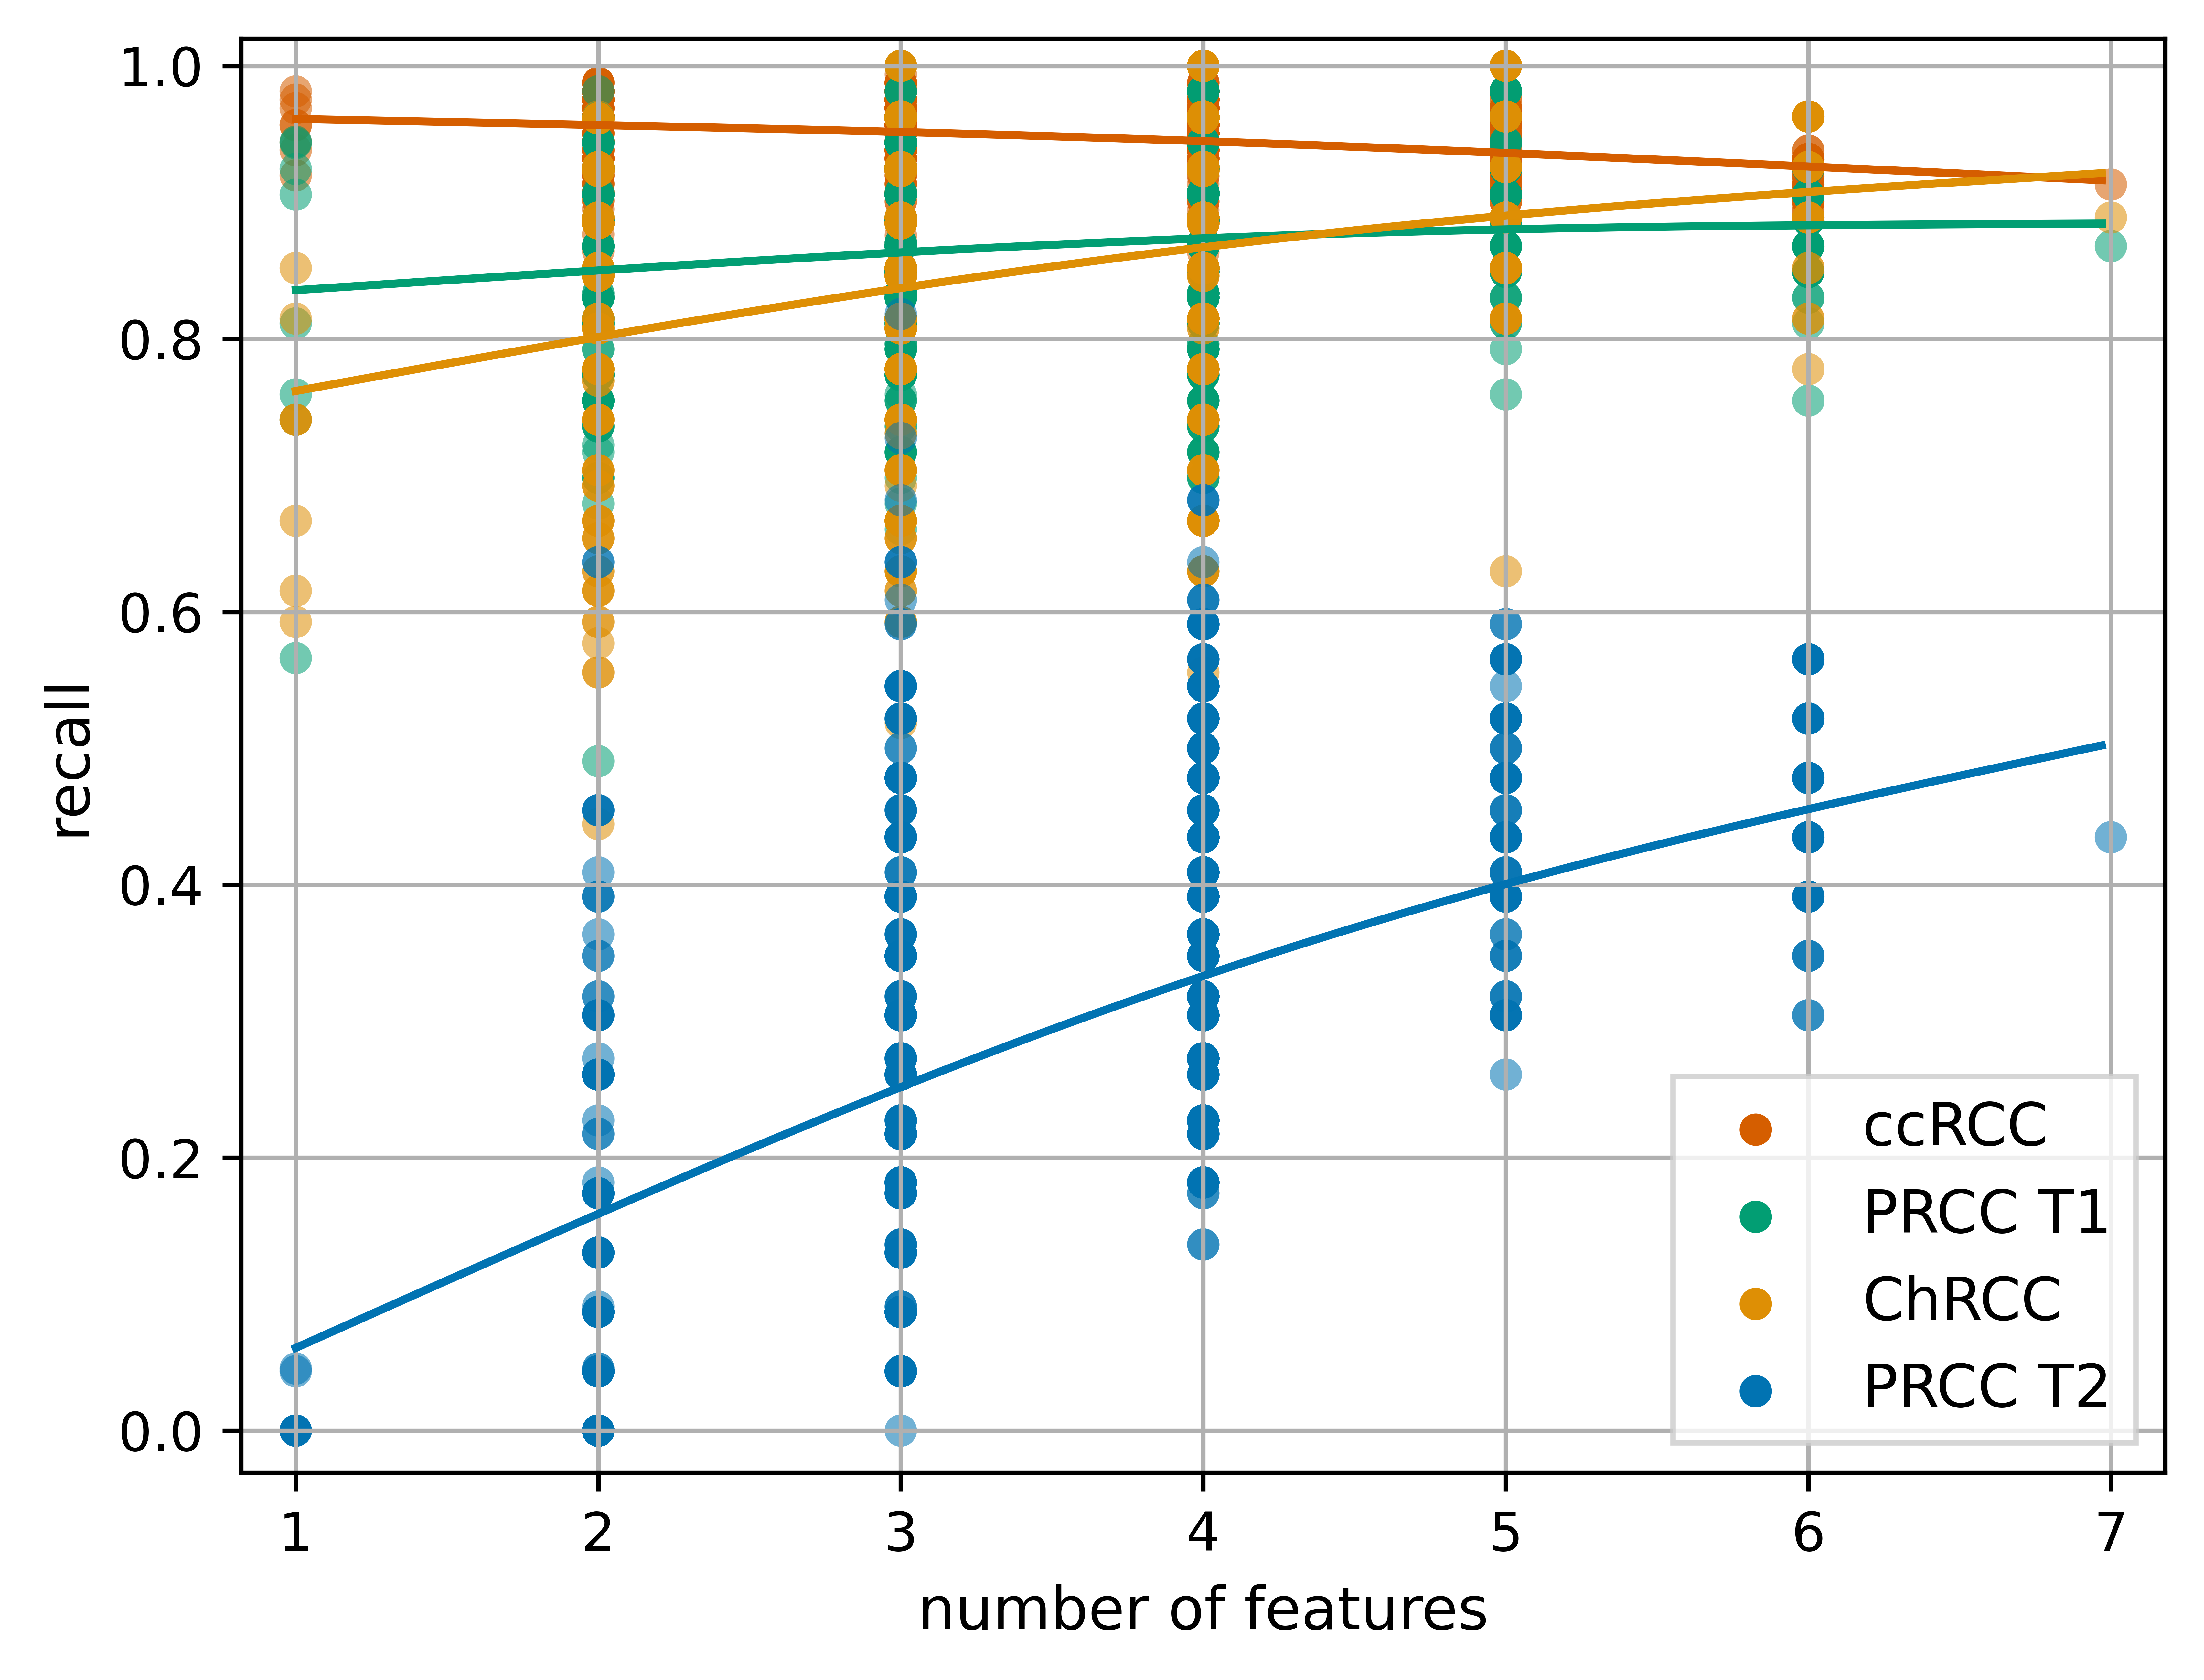 1.0
0.8
0.6
0.4
0.2
0.0
recall
1 2 3 4 5 6 7
number of features
ccRCC
PRCC T1
ChRCC
PRCC T2